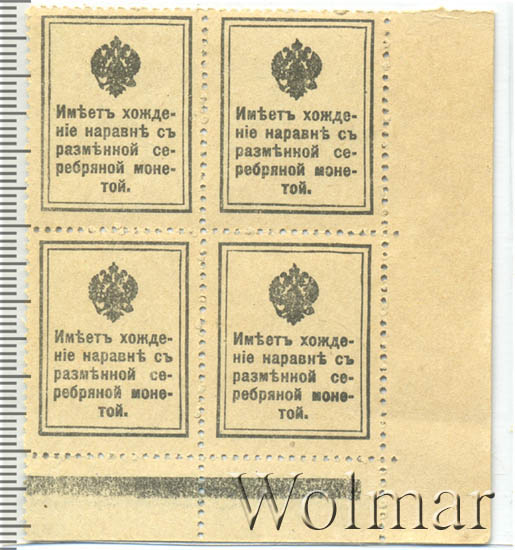 Имѣетъ хожде-
ніе наравнѣ съ
размѣнной се-
ребряной моне-
той.
Имѣетъ хожде-
ніе наравнѣ съ
размѣнной се-
ребряной моне-
той.
Имѣетъ хожде-
ніе наравнѣ съ
размѣнной се-
ребряной моне-
той.
Имѣетъ хожде-
ніе наравнѣ съ
размѣнной се-
ребряной моне-
той.
Wolmar